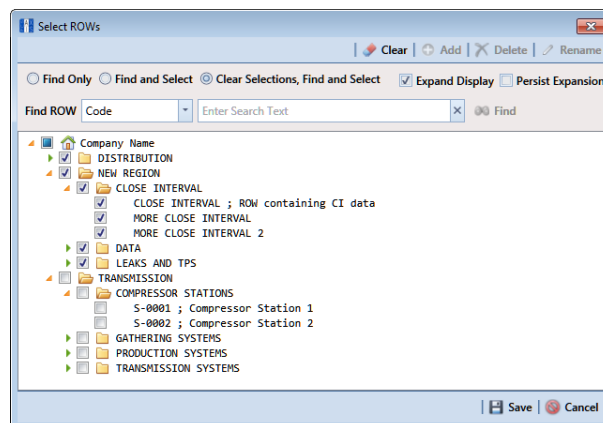 Select ROWs
Clear Add Delete Rename
Find Only Find and Select Clear Selections, Find and Select Expand Display Persist Expansion
Find ROW Code Enter Search Text Find
Company Name
DISTRIBUTION
NEW REGION
CLOSE INTERVAL
CLOSE INTERVAL ; ROW containing CI data
MORE CLOSE INTERVAL
MORE CLOSE INTERVAL 2
DATA
LEAKS AND TPS
TRANSMISSION
COMPRESSOR STATIONS
S-0001 ; Compressor Station 1
S-0002 ; Compressor Station 2
GATHERING SYSTEMS
PRODUCTION SYSTEMS
TRANSMISSION SYSTEMS
Save Cancel